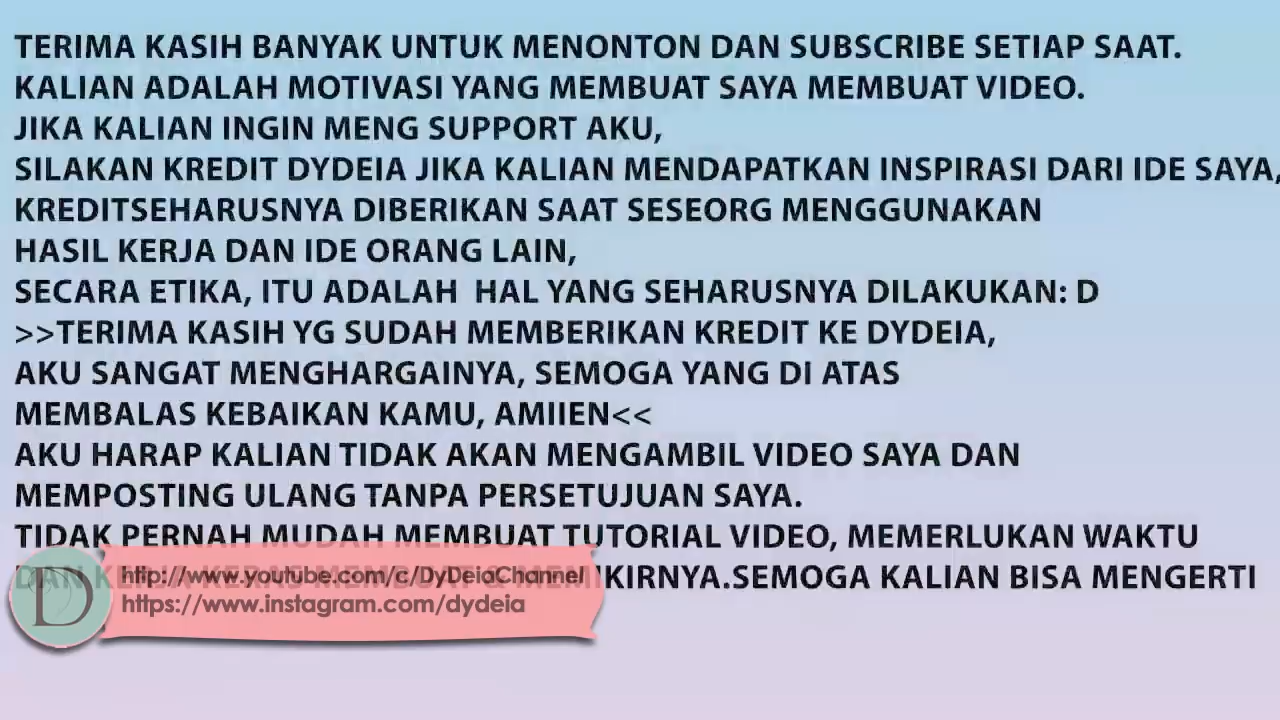 TERIMA KASIH BANYAK UNTUK MENONTON DAN SUBSCRIBE SETIAP SAAT.
KALIAN ADALAH MOTIVASI YANG MEMBUAT SAYA MEMBUAT VIDEO.
JIKA KALIAN INGIN MENG SUPPORT AKU,
SILAKAN KREDIT DYDEIA JIKA KALIAN MENDAPATKAN INSPIRASI DARI IDE SAYA,
KREDITSEHARUSNYA DIBERIKAN SAAT SESEORG MENGGUNAKAN
HASIL KERJA DAN IDE ORANG LAIN,
SECARA ETIKA, ITU ADALAH  HAL YANG SEHARUSNYA DILAKUKAN: D
>>TERIMA KASIH YG SUDAH MEMBERIKAN KREDIT KE DYDEIA,
AKU SANGAT MENGHARGAINYA, SEMOGA YANG DI ATAS
MEMBALAS KEBAIKAN KAMU, AMIIEN<<
AKU HARAP KALIAN TIDAK AKAN MENGAMBIL VIDEO SAYA DAN
MEMPOSTING ULANG TANPA PERSETUJUAN SAYA.
TIDAK PERNAH MUDAH MEMBUAT TUTORIAL VIDEO, MEMERLUKAN WAKTU
DAN SEMOGA KALIAN BISA MENGERTI
D
http://www.youtube.com/c/DyDeiaChannel
https://www.instagram.com/dydeia